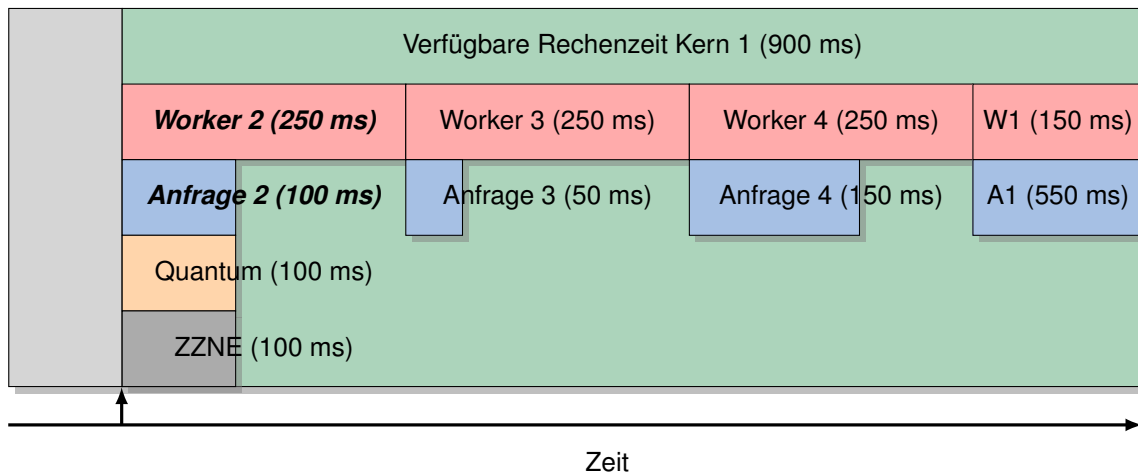 Verfügbare Rechenzeit Kern 1 (900 ms)
Worker 2 (250 ms) Worker 3 (250 ms) Worker 4 (250 ms) W1 (150 ms)
Anfrage 2 (100 ms) Anfrage 3 (50 ms) Anfrage 4 (150 ms) A1 (550 ms)
Quantum (100 ms)
ZZNE (100 ms)
Zeit